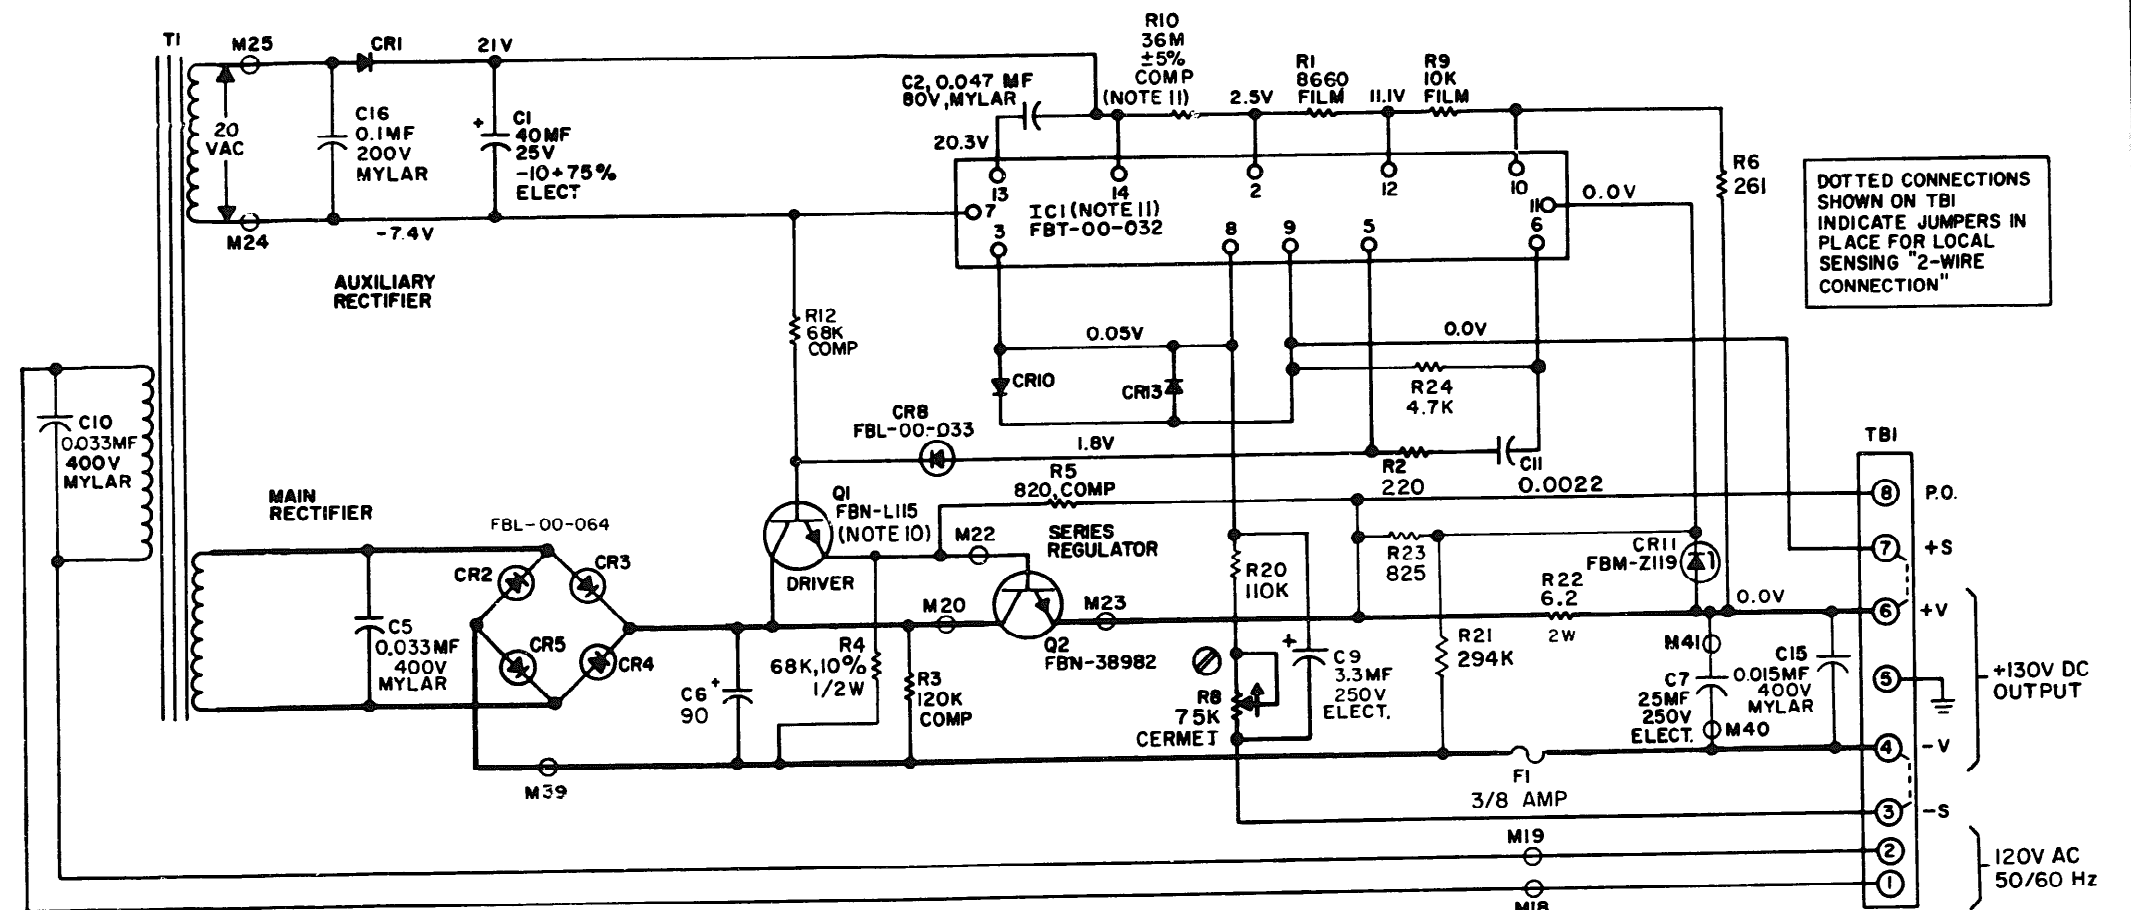 T1
M25
CR1
21V
20
VAC
M24
C16
0.1MF
200V
MYLAR
+
C1
40MF
25V
-10+75%
ELECT
-7.4V
AUXILIARY
RECTIFIER
C2, 0.047 MF
80V, MYLAR
20.3V
R10
36M
±5%
COMP
(NOTE 11)
2.5V
R1
8660
FILM
11.1V
R9
10K
FILM
R6
261
13
14
2
12
10
7
IC1 (NOTE 11)
FBT-00-032
11
0.0V
3
8
9
5
6
DOTTED CONNECTIONS
SHOWN ON TB1
INDICATE JUMPERS IN
PLACE FOR LOCAL
SENSING "2-WIRE
CONNECTION"
R12
68K
COMP
0.05V
0.0V
CR10
CR13
R24
4.7K
CR8
FBL-00-033
1.8V
R2
220
C11
0.0022
C10
0.033MF
400V
MYLAR
MAIN
RECTIFIER
FBL-00-064
CR2
CR3
CR5
CR4
C5
0.033MF
400V
MYLAR
M39
Q1
FBN-L115
(NOTE 10)
DRIVER
M22
R5
820, COMP
SERIES
REGULATOR
M20
M23
Q2
FBN-38982
R4
68K, 10%
1/2W
R3
120K
COMP
C6
+
90
R20
110K
R8
75K
CERMET
+
C9
3.3MF
250V
ELECT.
R23
825
R21
294K
CR11
FBM-Z119
R22
6.2
2W
0.0V
M41
C7
25MF
250V
ELECT.
M40
C15
0.015MF
400V
MYLAR
F1
3/8 AMP
M19
M18
TB1
8 P.O.
7 +S
6 +V
5
4 -V
3 -S
2
1
+130V DC
OUTPUT
120V AC
50/60 Hz